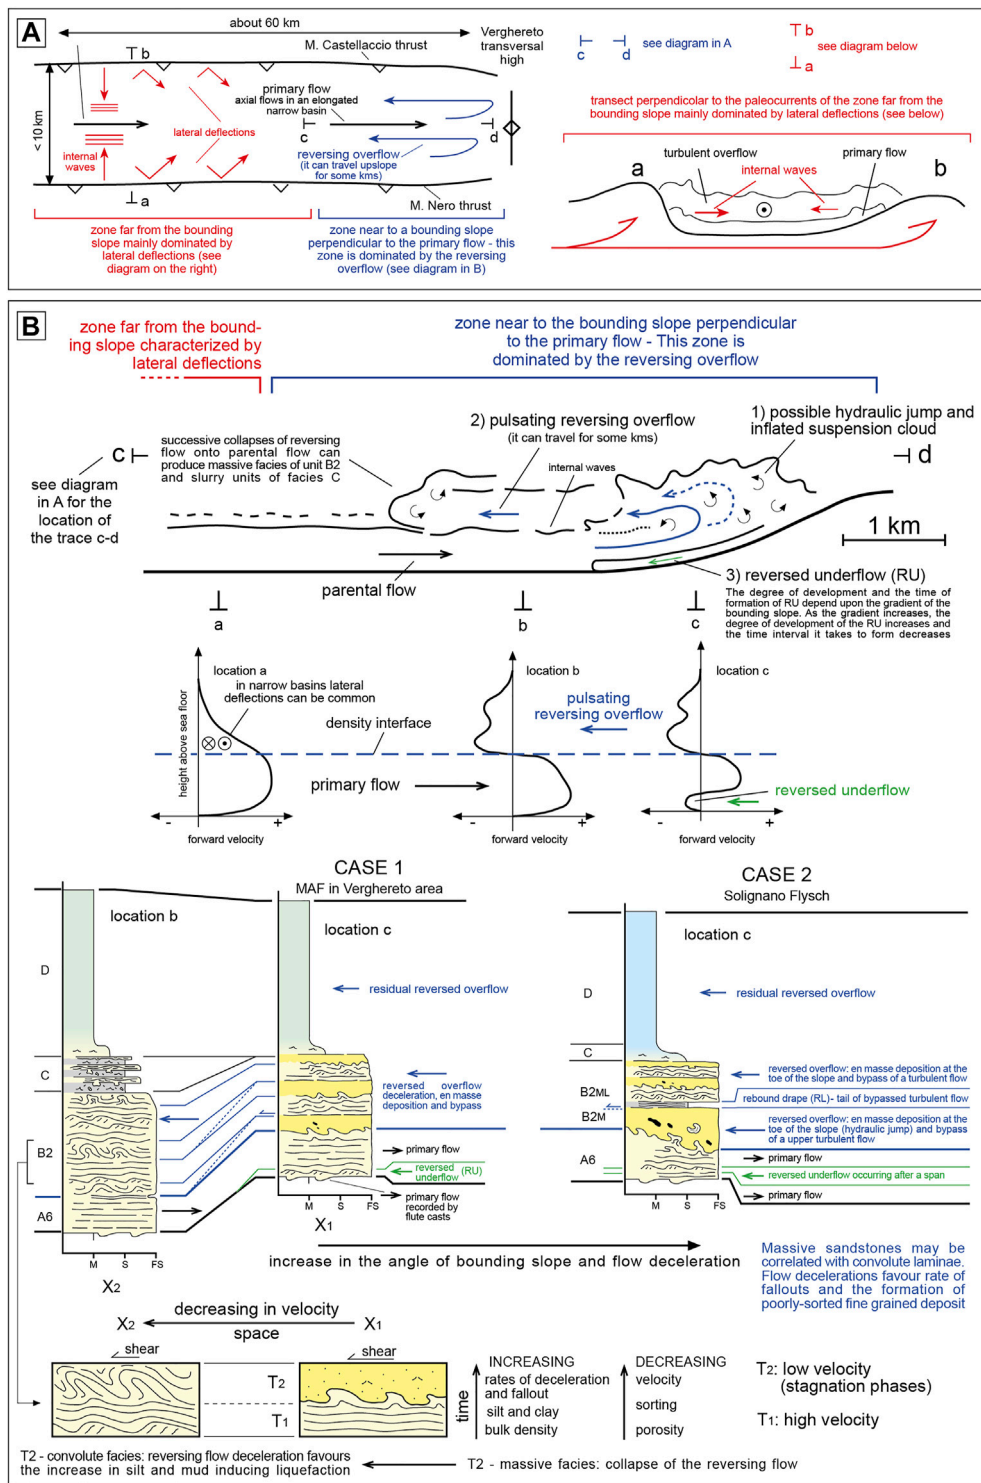 A
about 60 km
M. Castellaccio thrust
Verghereto
transversal
high
b
primary flow
axial flows in an elongated
narrow basin
< 10 km
lateral deflections
internal
waves
c
d
reversing overflow
(it can travel upslope
for some kms)
a
M. Nero thrust
zone far from the bounding
slope mainly dominated by
lateral deflections (see
diagram on the right)
zone near to a bounding slope
perpendicular to the primary flow - this
zone is dominated by the reversing
overflow (see diagram in B)
c d
see diagram in A
b
see diagram below
a
transect perpendicolar to the paleocurrents of the zone far from the
bounding slope mainly dominated by lateral deflections (see below)
a
turbulent overflow
primary flow
internal waves
b
B
zone far from the bound-
ing slope characterized by
lateral deflections
zone near to the bounding slope perpendicular
to the primary flow - This zone is
dominated by the reversing overflow
1) possible hydraulic jump and
inflated suspension cloud
2) pulsating reversing overflow
(it can travel for some kms)
successive collapses of reversing
flow onto parental flow can
produce massive facies of unit B2
and slurry units of facies C
internal waves
c
d
see diagram
in A for the
location of
the trace c-d
1 km
parental flow
3) reversed underflow (RU)
The degree of development and the time of
formation of RU depend upon the gradient of the
bounding slope. As the gradient increases, the
degree of development of the RU increases and
the time interval it takes to form decreases
a
b
c
location a
in narrow basins lateral
deflections can be common
location b
location c
height above sea floor
density interface
pulsating
reversing overflow
primary flow
reversed underflow
- +
forward velocity
- +
forward velocity
- +
forward velocity
CASE 1
MAF in Verghereto area
CASE 2
Solignano Flysch
location b
location c
location c
D
residual reversed overflow
D
residual reversed overflow
C
C
reversed overflow
deceleration, en masse
deposition and bypass
B2ML
reversed overflow: en masse deposition at the
toe of the slope and bypass of a turbulent flow
rebound drape (RL)- tail of bypassed turbulent flow
B2M
reversed overflow: en masse deposition at the
toe of the slope (hydraulic jump) and bypass
of a upper turbulent flow
B2
A6
primary flow
reversed
underflow (RU)
primary flow
recorded by
flute casts
A6
primary flow
reversed underflow occurring after a span
primary flow
M S FS
M S FS
M S FS
X2
X1
increase in the angle of bounding slope and flow deceleration
Massive sandstones may be
correlated with convolute laminae.
Flow decelerations favour rate of
fallouts and the formation of
poorly-sorted fine grained deposit
decreasing in velocity
X2 X1
space
shear
shear
T2
T1
time
INCREASING
rates of deceleration
and fallout
silt and clay
bulk density
DECREASING
velocity
sorting
porosity
T2: low velocity
(stagnation phases)
T1: high velocity
T2 - convolute facies: reversing flow deceleration favours
the increase in silt and mud inducing liquefaction
T2 - massive facies: collapse of the reversing flow